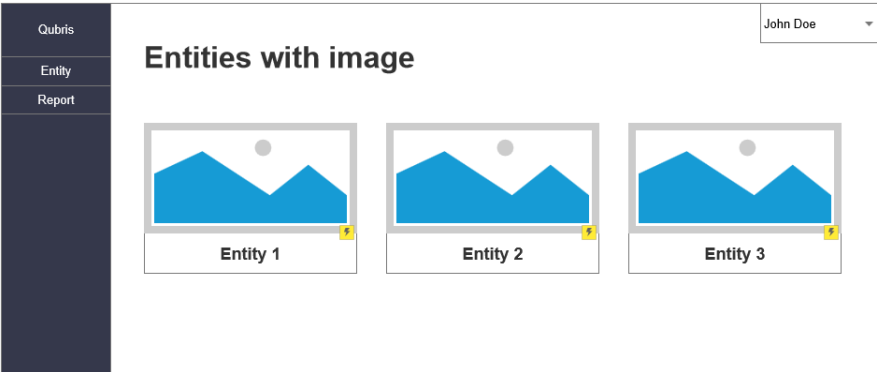 Qubris
Entity
Report
John Doe
Entities with image
Entity 1
Entity 2
Entity 3